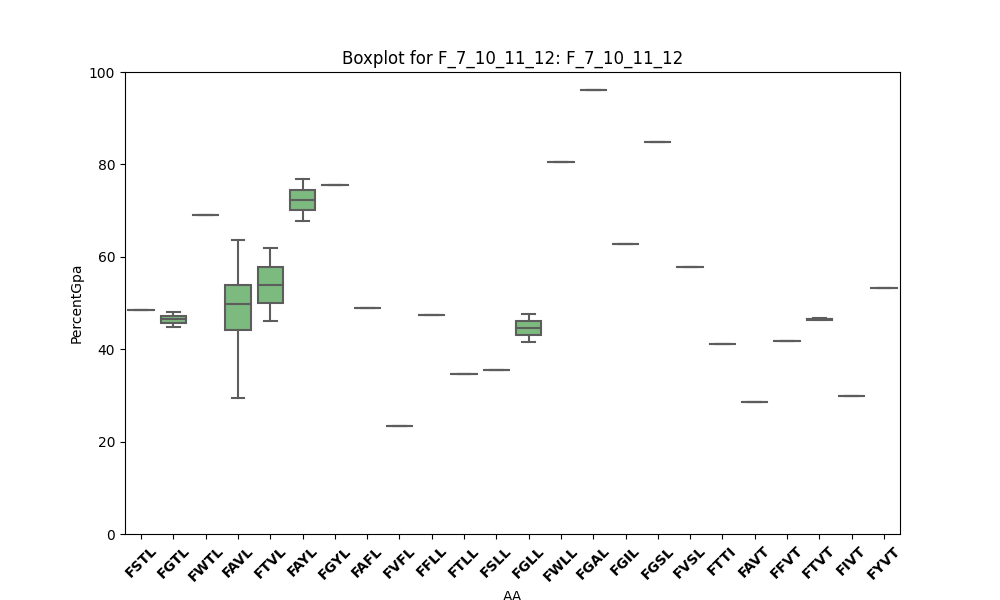 Boxplot for F_7_10_11_12: F_7_10_11_12
100
80
60
40
20
0
PercentGpa
FSTL FGTL FWTL FAVL FTVL FAYL FGYL FAFL FVFL FFLL FTLL FSLL FGLL FWLL FGAL FGIL FGSL FVSL FTTI FAVT FFVT FTVT FIVT FYVT
AA